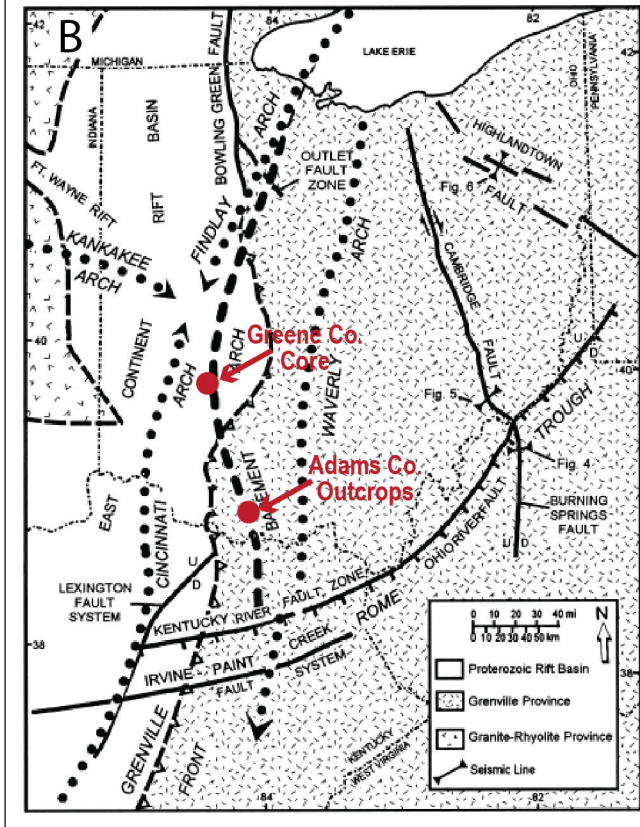 B
42
84
82
42
MICHIGAN
LAKE ERIE
OHIO
PENNSYLVANIA
INDIANA
BOWLING GREEN FAULT
FINDLAY ARCH
OUTLET
FAULT
ZONE
HIGHLANDTOWN
FAULT
Fig. 6
EAST CONTINENT RIFT BASIN
FT. WAYNE RIFT
KANKAKEE
ARCH
WAVERLY ARCH
CAMBRIDGE FAULT
40
Greene Co.
Core
40
BASEMENT ARCH
CINCINNATI ARCH
Fig. 5
U
D
Adams Co.
Outcrops
Fig. 4
ROME TROUGH
BURNING
SPRINGS
FAULT
U D
OHIO RIVER FAULT
LEXINGTON
FAULT
SYSTEM
U
D
KENTUCKY RIVER FAULT ZONE
IRVINE - PAINT CREEK
FAULT SYSTEM
38
38
GRENVILLE FRONT
KENTUCKY
WEST VIRGINIA
0 10 20 30 40 mi
0 10 20 30 40 50 km
N
Proterozoic Rift Basin
Grenville Province
Granite-Rhyolite Province
Seismic Line
84
82